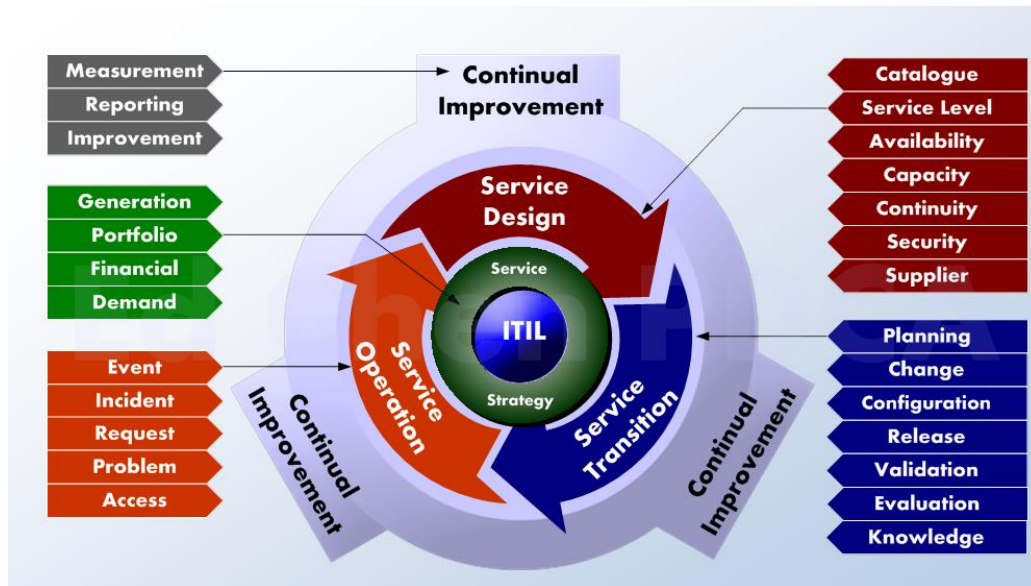 Measurement
Reporting
Improvement
Generation
Portfolio
Financial
Demand
Event
Incident
Request
Problem
Access
Continual
Improvement
Service
Design
Service
ITIL
Strategy
Service
Operation
Service
Transition
Continual
Improvement
Continual
Improvement
Catalogue
Service Level
Availability
Capacity
Continuity
Security
Supplier
Planning
Change
Configuration
Release
Validation
Evaluation
Knowledge